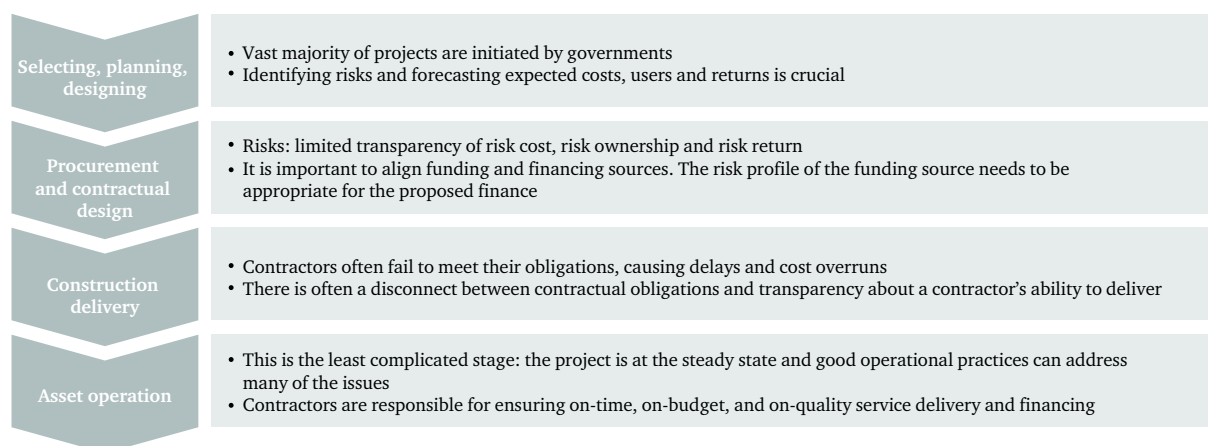 Selecting, planning,
designing
• Vast majority of projects are initiated by governments
• Identifying risks and forecasting expected costs, users and returns is crucial
Procurement
and contractual
design
• Risks: limited transparency of risk cost, risk ownership and risk return
• It is important to align funding and financing sources. The risk profile of the funding source needs to be
appropriate for the proposed finance
Construction
delivery
• Contractors often fail to meet their obligations, causing delays and cost overruns
• There is often a disconnect between contractual obligations and transparency about a contractor’s ability to deliver
Asset operation
• This is the least complicated stage: the project is at the steady state and good operational practices can address
many of the issues
• Contractors are responsible for ensuring on-time, on-budget, and on-quality service delivery and financing